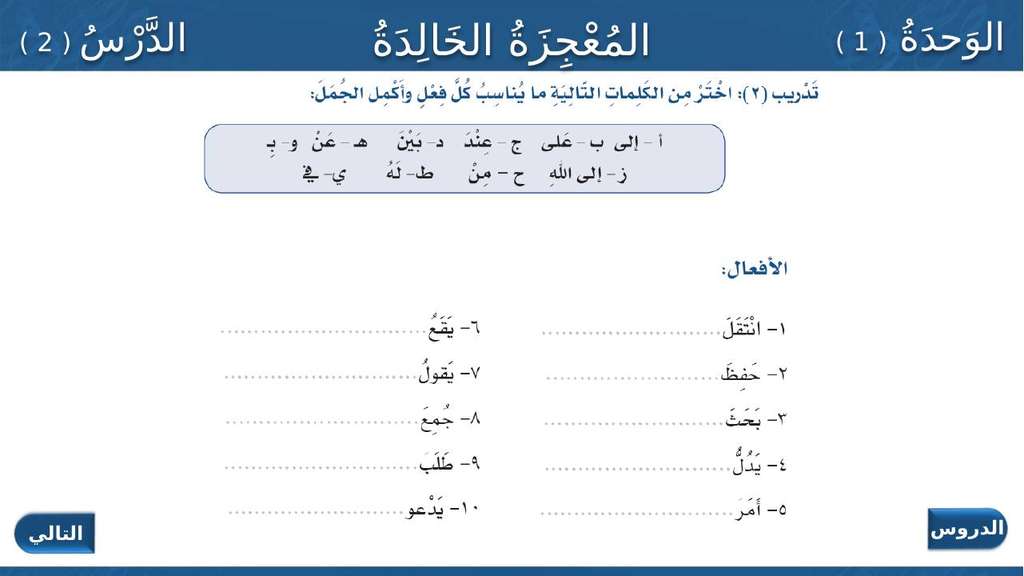 الوَحدَةُ ( 1 ) المُعْجِزَةُ الخَالِدَةُ الدَّرْسُ ( 2 )
تَدْريب (٢): اخْتَرْ مِن الكَلِماتِ التَّالِيَةِ ما يُناسِبُ كُلَّ فِعْلٍ وأَكْمِل الجُمَلَ:
أ – إلى ب – عَلى ج – عِنْدَ د– بَيْنَ هـ – عَنْ و– بِـ
ز – إلى اللهِ ح – مِنْ ط– لَهُ ي– في
الأفعال:
١– انْتَقَلَ.............................. ٦– يَقَعُ..............................
٢– حَفِظَ.............................. ٧– يَقولُ..............................
٣– بَحَثَ.............................. ٨– جُمِعَ..............................
٤– يَدُلُّ.............................. ٩– طَلَبَ..............................
٥– أَمَرَ.............................. ١٠– يَدْعو..............................
الدروس التالي